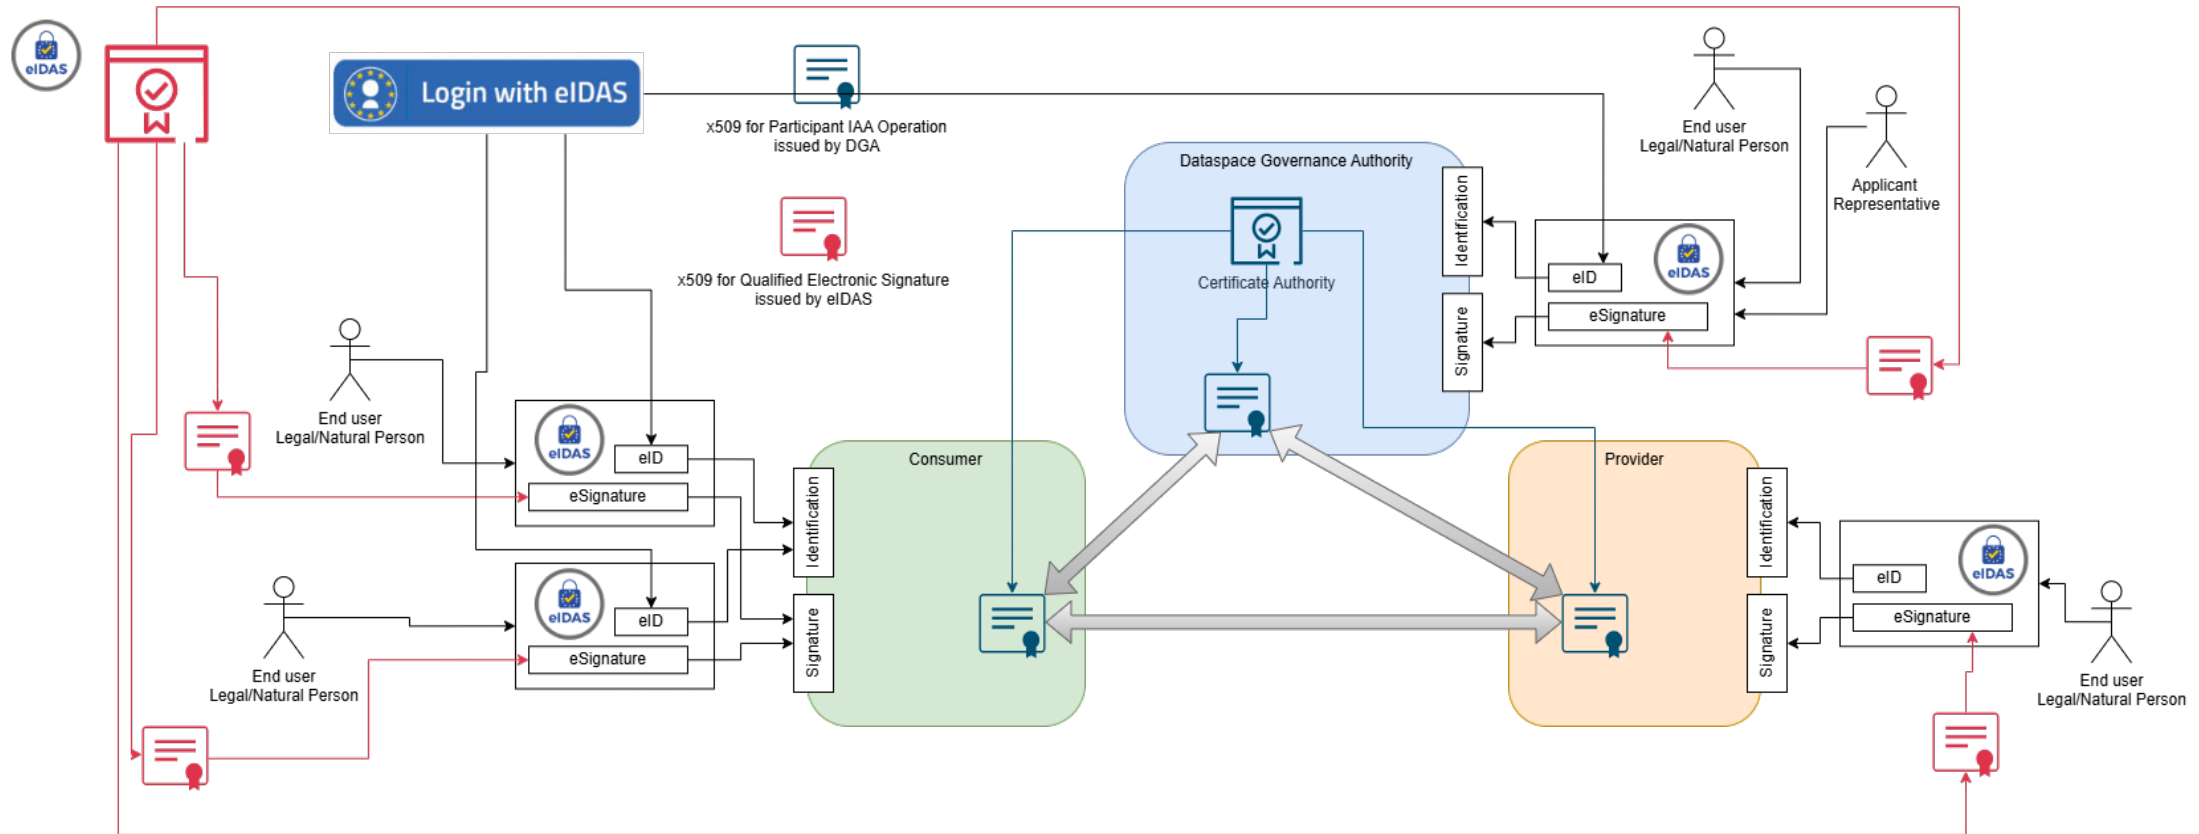 eIDAS
Login with eIDAS
x509 for Participant IAA Operation
issued by DGA
x509 for Qualified Electronic Signature
issued by eIDAS
End user
Legal/Natural Person
Applicant
Representative
Dataspace Governance Authority
Certificate Authority
Identification
Signature
eID
eIDAS
eSignature
End user
Legal/Natural Person
eIDAS
eID
eSignature
End user
Legal/Natural Person
eIDAS
eID
eSignature
Consumer
Identification
Signature
Provider
Identification
Signature
eID
eIDAS
eSignature
End user
Legal/Natural Person